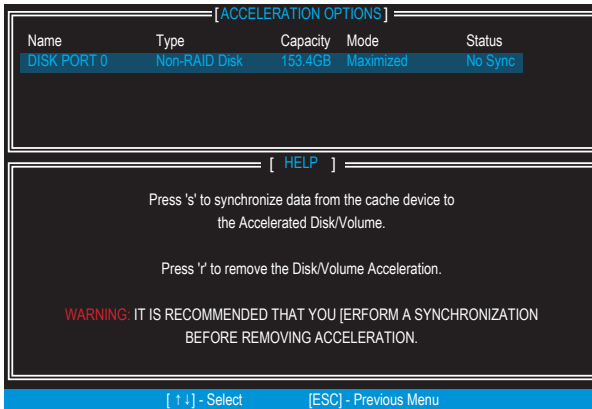 [ACCELERATION OPTIONS]
Name Type Capacity Mode Status
DISK PORT 0 Non-RAID Disk 153.4GB Maximized No Sync
[ HELP ]
Press 's' to synchronize data from the cache device to
the Accelerated Disk/Volume.
Press 'r' to remove the Disk/Volume Acceleration.
WARNING: IT IS RECOMMENDED THAT YOU [ERFORM A SYNCHRONIZATION
BEFORE REMOVING ACCELERATION.
[ ↑↓] - Select [ESC] - Previous Menu